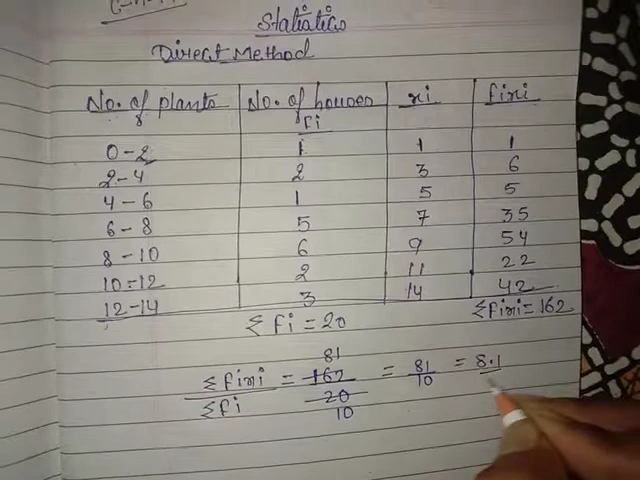 Statistics
Direct Method
No. of plants No. of houses xi fixi
fi
0-2 1 1 1
2-4 2 3 6
4-6 1 5 5
6-8 5 7 35
8-10 6 9 54
10-12 2 11 22
12-14 3 14 42
Σfi = 20 Σfixi = 162
81
Σfixi = 162 = 81 = 8.1
Σfi 20 10
10